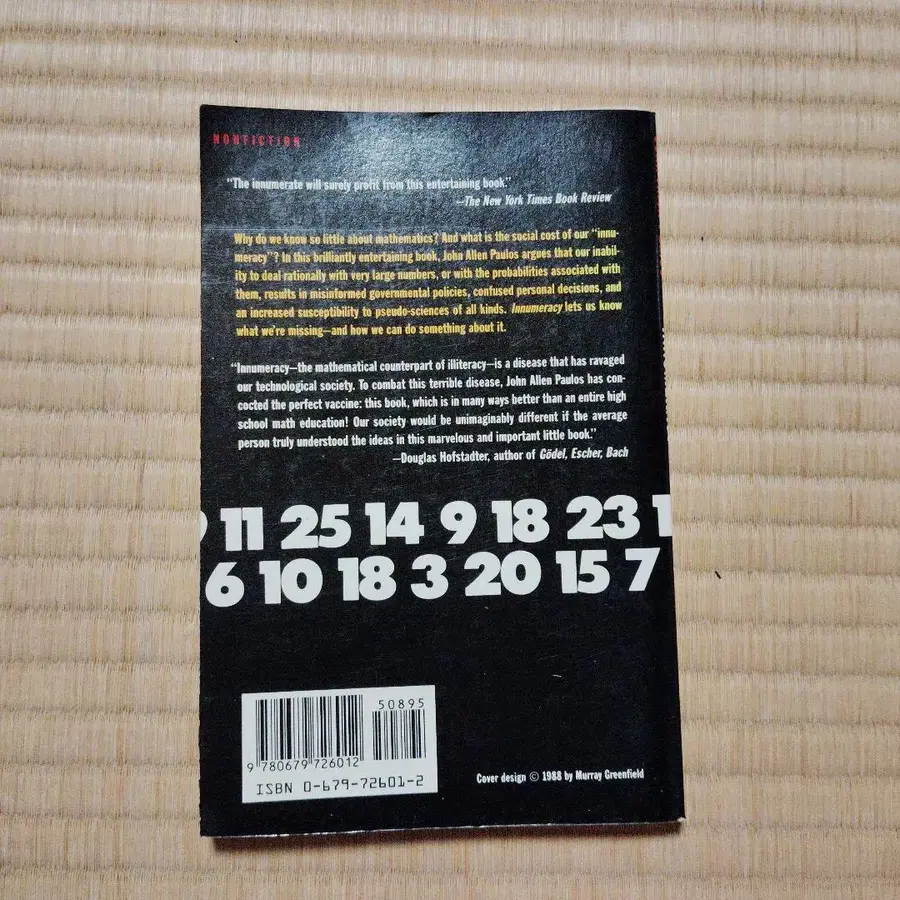 NONFICTION
“The innumerate will surely profit from this entertaining book”
—The New York Times Book Review
Why do we know so little about mathematics? And what is the social cost of our “innu-
meracy”? In this brilliantly entertaining book, John Allen Paulos argues that our inabil-
ity to deal rationally with very large numbers, or with the probabilities associated with
them, results in misinformed governmental policies, confused personal decisions, and
an increased susceptibility to pseudo-sciences of all kinds. Innumeracy lets us know
what we're missing—and how we can do something about it.
“Innumeracy—the mathematical counterpart of illiteracy—is a disease that has ravaged
our technological society. To combat this terrible disease, John Allen Paulos has con-
cocted the perfect vaccine: this book, which is in many ways better than an entire high
school math education! Our society would be unimaginably different if the average
person truly understood the ideas in this marvelous and important little book.”
—Douglas Hofstadter, author of Gödel, Escher, Bach
11 25 14 9 18 23
6 10 18 3 20 15 7
50895
9 780679 726012
ISBN 0-679-72601-2
Cover design © 1988 by Murray Greenfield